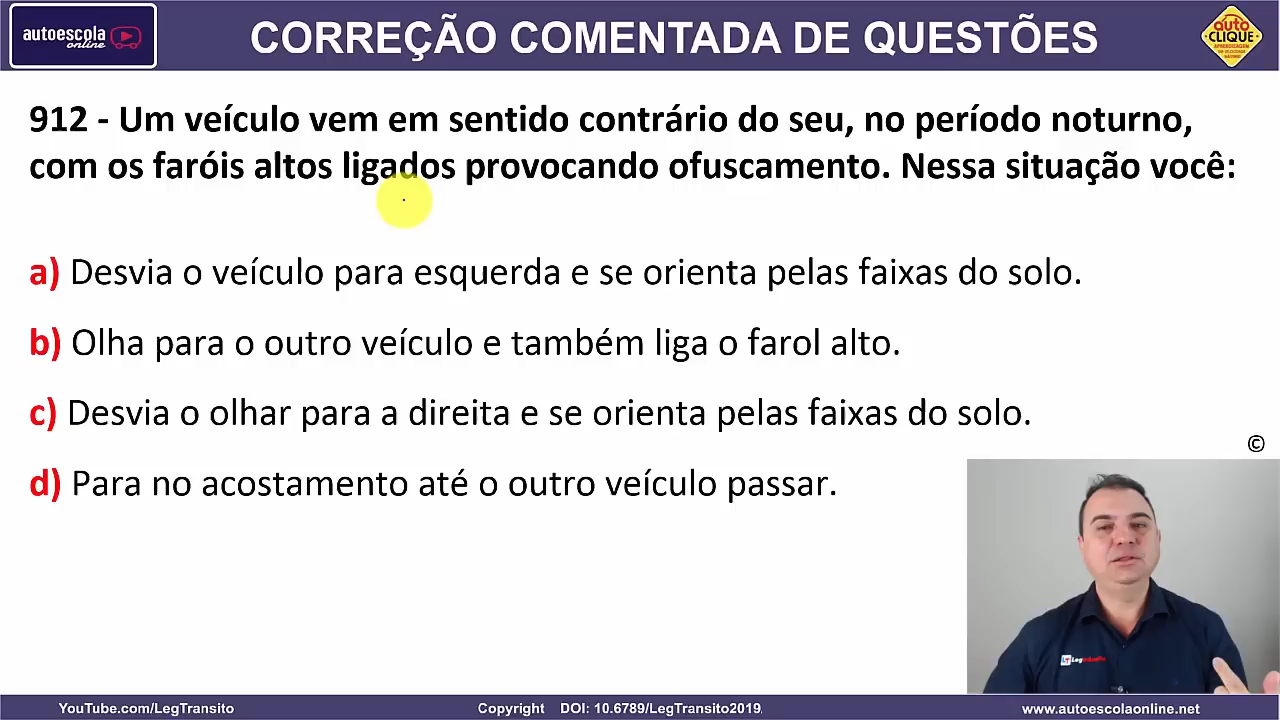 autoescola
online
CORREÇÃO COMENTADA DE QUESTÕES
auto
CLIQUE
912 - Um veículo vem em sentido contrário do seu, no período noturno,
com os faróis altos ligados provocando ofuscamento. Nessa situação você:
a) Desvia o veículo para esquerda e se orienta pelas faixas do solo.
b) Olha para o outro veículo e também liga o farol alto.
c) Desvia o olhar para a direita e se orienta pelas faixas do solo.
©
d) Para no acostamento até o outro veículo passar.
YouTube.com/LegTransito
Copyright DOI: 10.6789/LegTransito2019
www.autoescolaonline.net